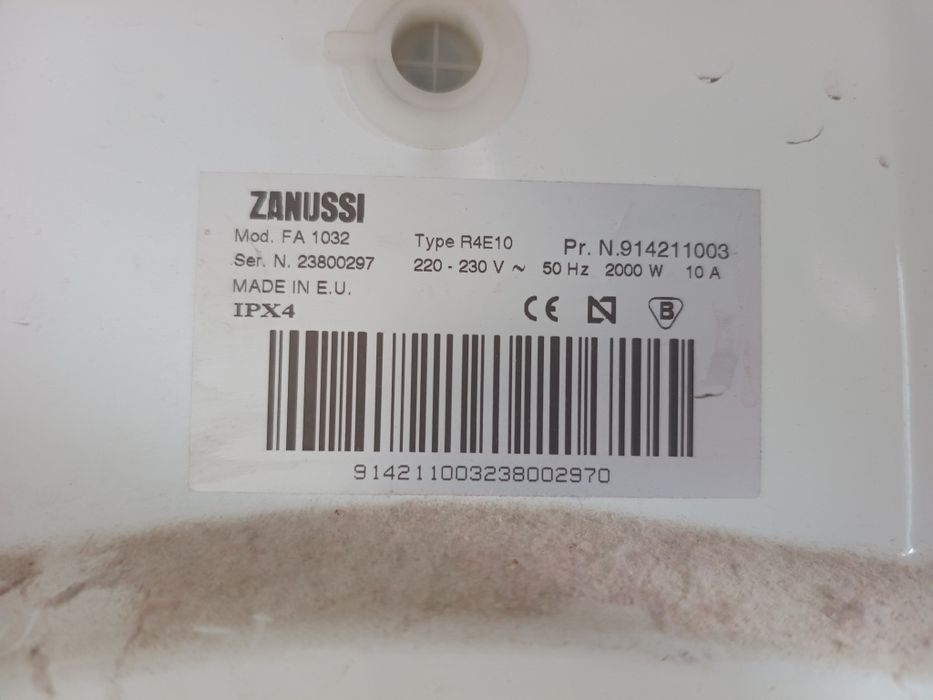 ZANUSSI
Mod. FA 1032 Type R4E10 Pr. N.914211003
Ser. N. 23800297 220 - 230 V ~ 50 Hz 2000 W 10 A
MADE IN E.U.
IPX4 CE N B
914211003238002970